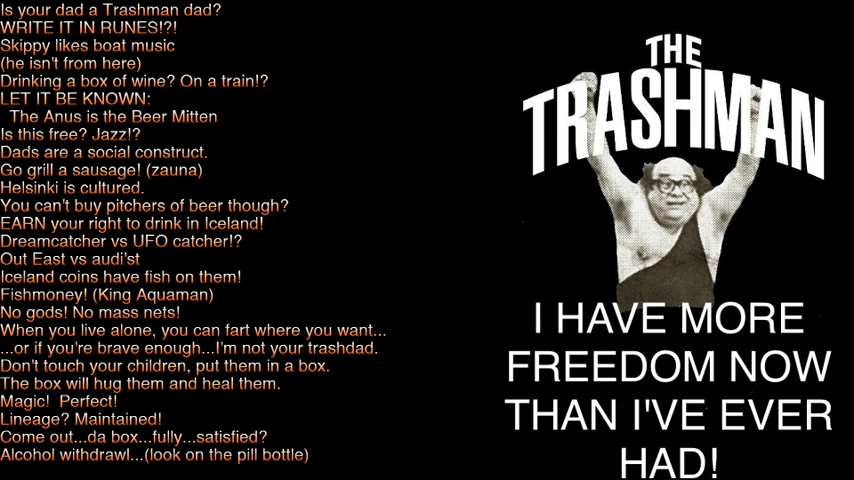 Is your dad a Trashman dad?
WRITE IT IN RUNES!?!
Skippy likes boat music
(he isn't from here)
Drinking a box of wine? On a train!?
LET IT BE KNOWN:
The Anus is the Beer Mitten
Is this free? Jazz!?
Dads are a social construct.
Go grill a sausage! (zauna)
Helsinki is cultured.
You can't buy pitchers of beer though?
EARN your right to drink in Iceland!
Dreamcatcher vs UFO catcher!?
Out East vs audi'st
Iceland coins have fish on them!
Fishmoney! (King Aquaman)
No gods! No mass nets!
When you live alone, you can fart where you want...
...or if you're brave enough...I'm not your trashdad.
Don't touch your children, put them in a box.
The box will hug them and heal them.
Magic!  Perfect!
Lineage? Maintained!
Come out...da box...fully...satisfied?
Alcohol withdrawl...(look on the pill bottle)
THE
TRASHMAN
I HAVE MORE
FREEDOM NOW
THAN I'VE EVER
HAD!